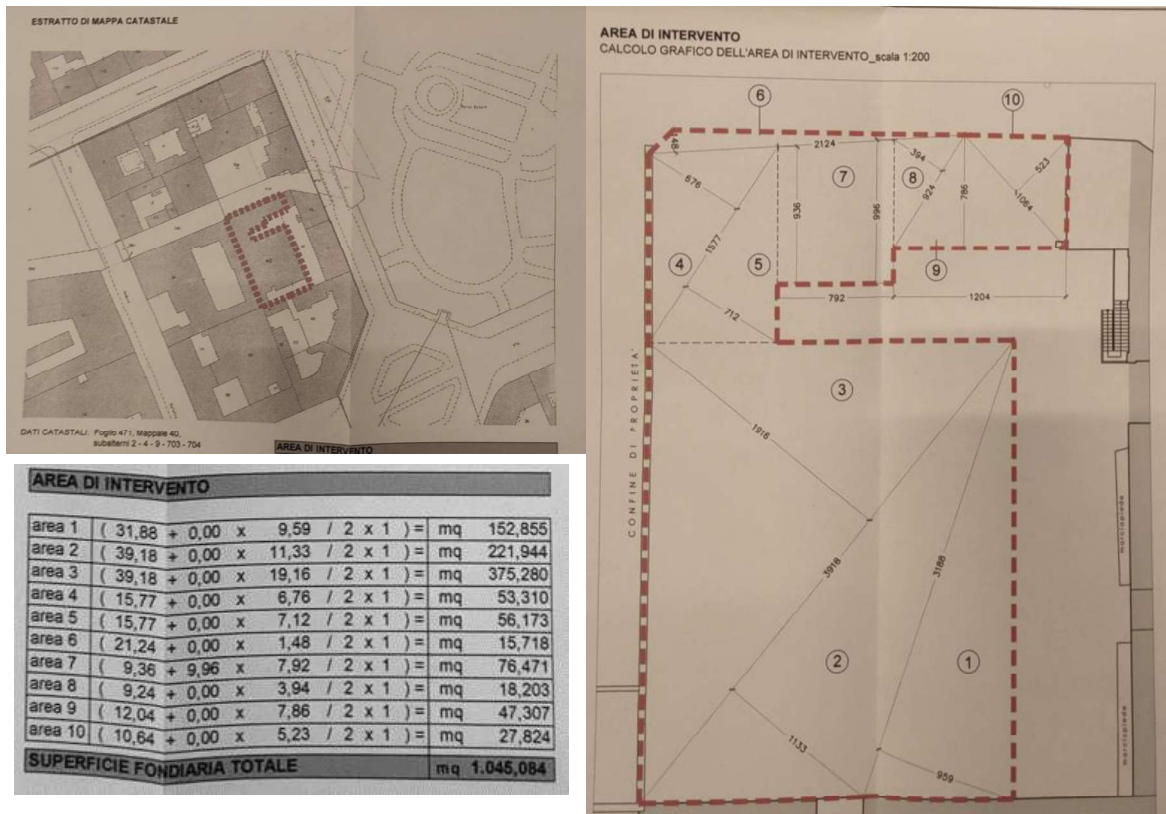 ESTRATTO DI MAPPA CATASTALE
DATI CATASTALI: Foglio 471, Mappale 40,
subalterni 2 - 4 - 9 - 703 - 704
AREA DI INTERVENTO
AREA DI INTERVENTO
area 1 ( 31,88 + 0,00 x 9,59 / 2 x 1 ) = mq 152,855
area 2 ( 39,18 + 0,00 x 11,33 / 2 x 1 ) = mq 221,944
area 3 ( 39,18 + 0,00 x 19,16 / 2 x 1 ) = mq 375,280
area 4 ( 15,77 + 0,00 x 6,76 / 2 x 1 ) = mq 53,310
area 5 ( 15,77 + 0,00 x 7,12 / 2 x 1 ) = mq 56,173
area 6 ( 21,24 + 0,00 x 1,48 / 2 x 1 ) = mq 15,718
area 7 ( 9,36 + 9,96 x 7,92 / 2 x 1 ) = mq 76,471
area 8 ( 9,24 + 0,00 x 3,94 / 2 x 1 ) = mq 18,203
area 9 ( 12,04 + 0,00 x 7,86 / 2 x 1 ) = mq 47,307
area 10 ( 10,64 + 0,00 x 5,23 / 2 x 1 ) = mq 27,824
SUPERFICIE FONDIARIA TOTALE mq 1.045,084
AREA DI INTERVENTO
CALCOLO GRAFICO DELL'AREA DI INTERVENTO_scala 1:200
6
10
148
2124
394
523
676
7
8
936
996
924
786
1064
1577
4
5
9
792
1204
712
3
CONFINE DI PROPRIETA'
1916
3918
3188
marciapiede
2
1
1133
959
marciapiede